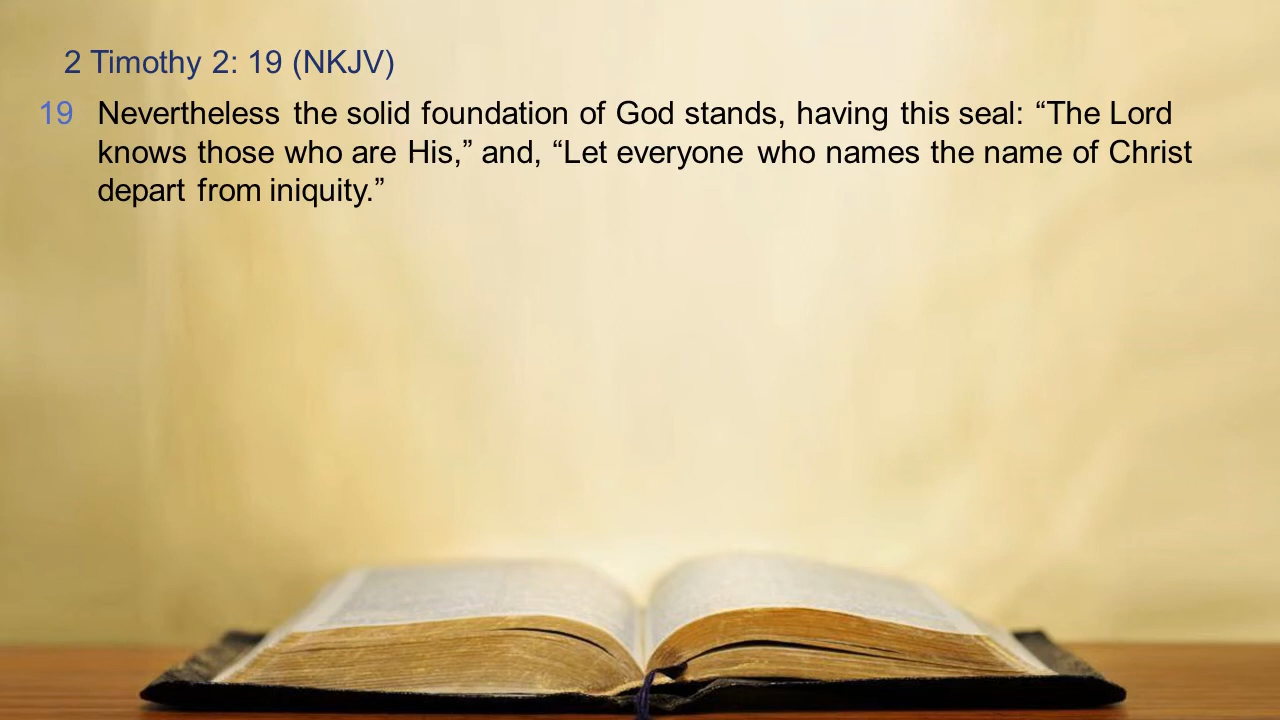 2 Timothy 2: 19 (NKJV)
19 Nevertheless the solid foundation of God stands, having this seal: “The Lord
knows those who are His,” and, “Let everyone who names the name of Christ
depart from iniquity.”